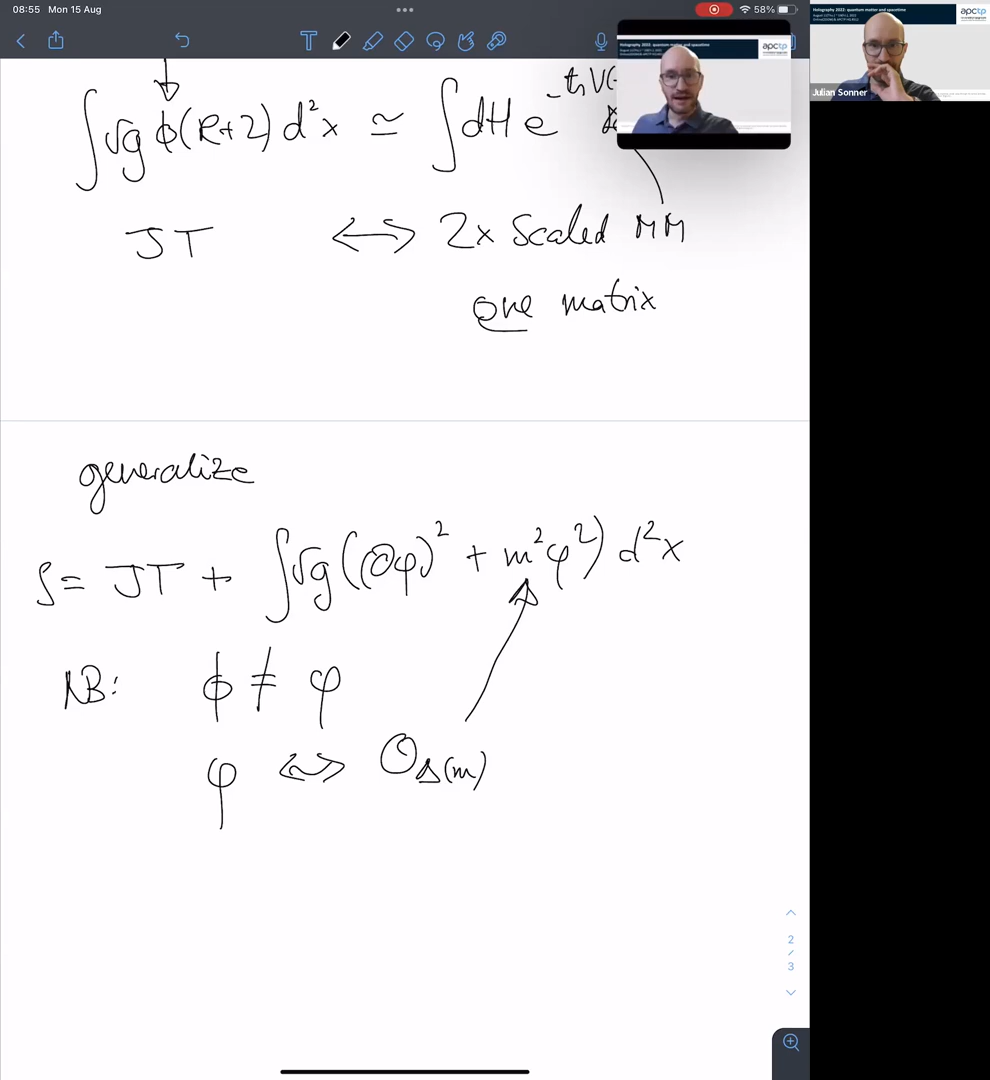 08:55 Mon 15 Aug
58%
Holography 2022: quantum matter and spacetime
apctp
Julian Sonner
∫√g ϕ(R+2) d²x ≃ ∫dH e^-tr V(
JT ⟷ 2x Scaled MM
one matrix
generalize
S = JT + ∫√g((∂φ)² + m²φ²) d²x
NB: ϕ ≠ φ
φ ⟷ O_Δ(m)
2
/
3